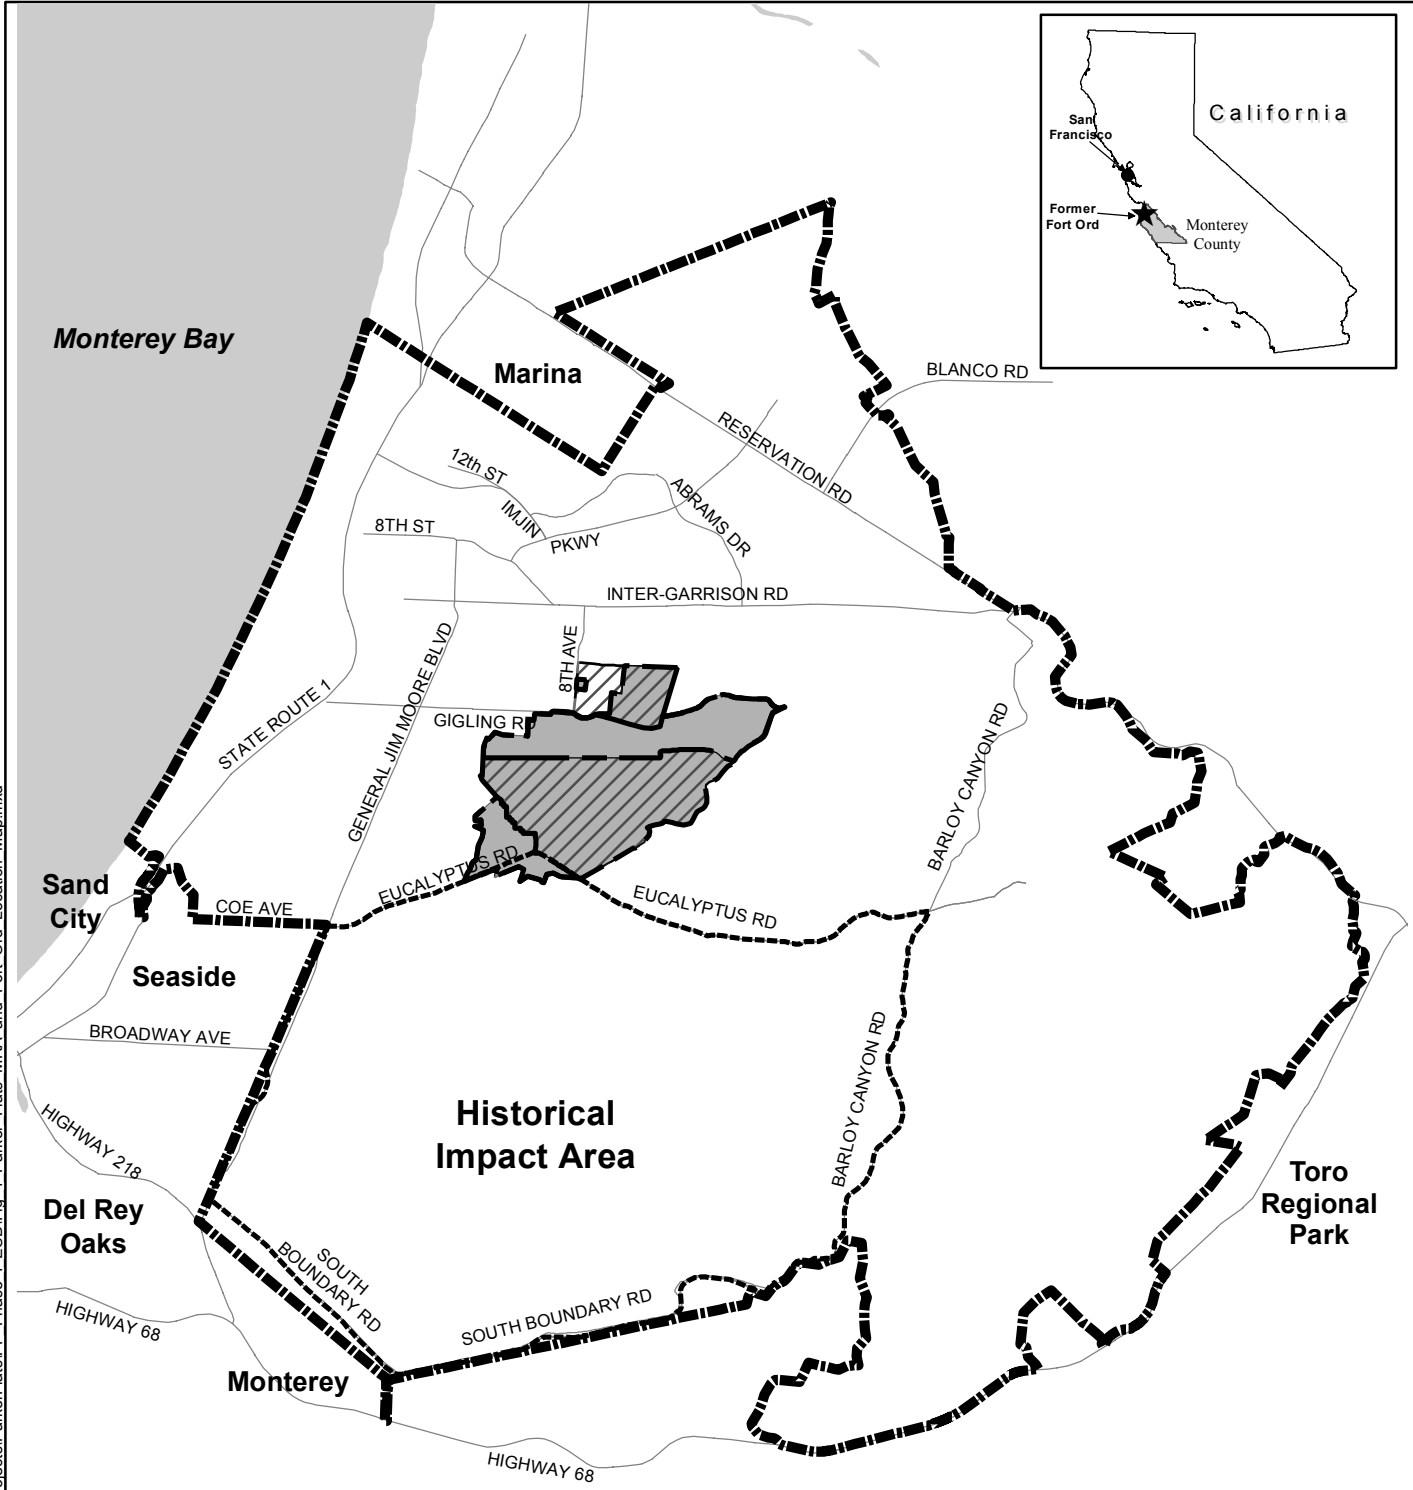 California
San
Francisco
Former
Fort Ord
Monterey
County
Monterey Bay
Marina
BLANCO RD
RESERVATION RD
12th ST
IMJIN
PKWY
ABRAMS DR
8TH ST
INTER-GARRISON RD
8TH AVE
GENERAL JIM MOORE BLVD
STATE ROUTE 1
GIGLING RD
BARLOY CANYON RD
EUCALYPTUS RD
EUCALYPTUS RD
Sand
City
COE AVE
Seaside
BROADWAY AVE
BARLOY CANYON RD
Historical
Impact Area
HIGHWAY 218
Toro
Regional
Park
Del Rey
Oaks
SOUTH
BOUNDARY RD
SOUTH BOUNDARY RD
HIGHWAY 68
Monterey
HIGHWAY 68